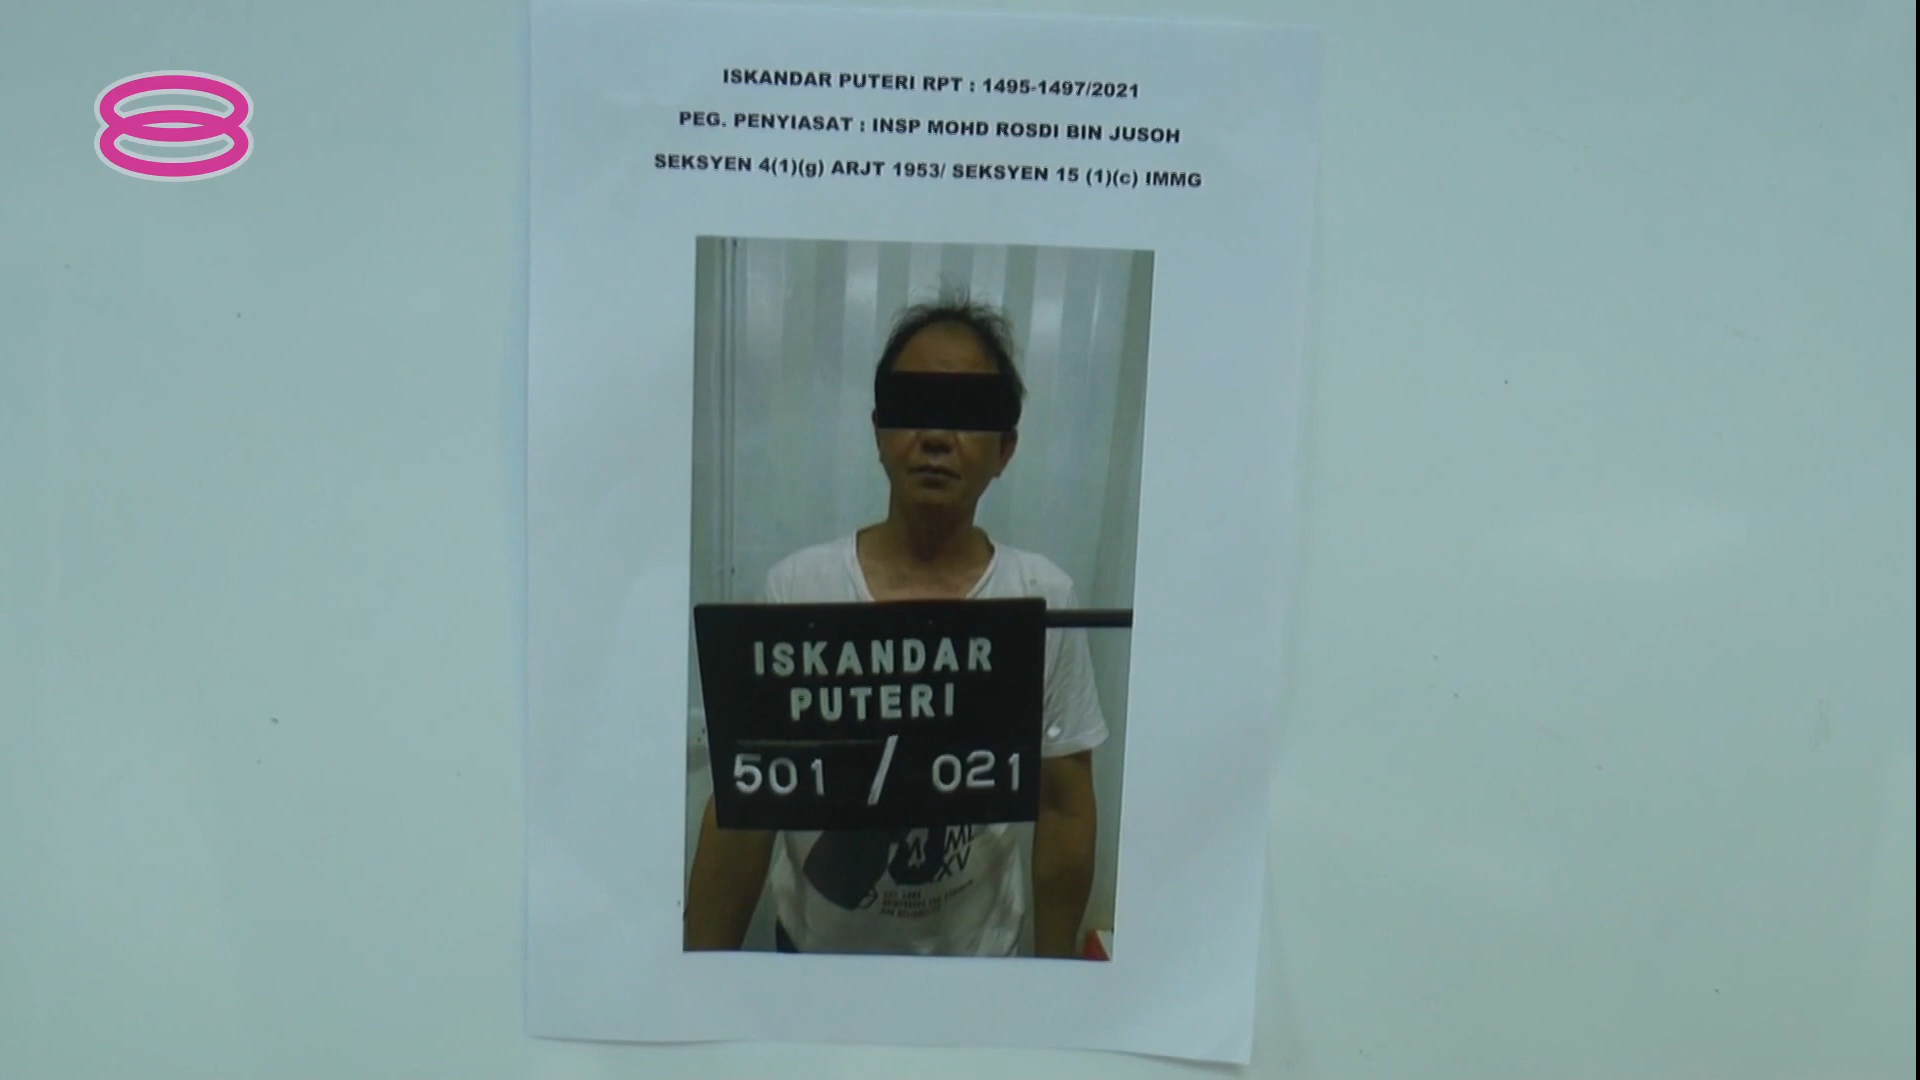 ISKANDAR PUTERI RPT : 1495-1497/2021
PEG. PENYIASAT : INSP MOHD ROSDI BIN JUSOH
SEKSYEN 4(1)(g) ARJT 1953/ SEKSYEN 15 (1)(c) IMMG
ISKANDAR
PUTERI
501 / 021
XV